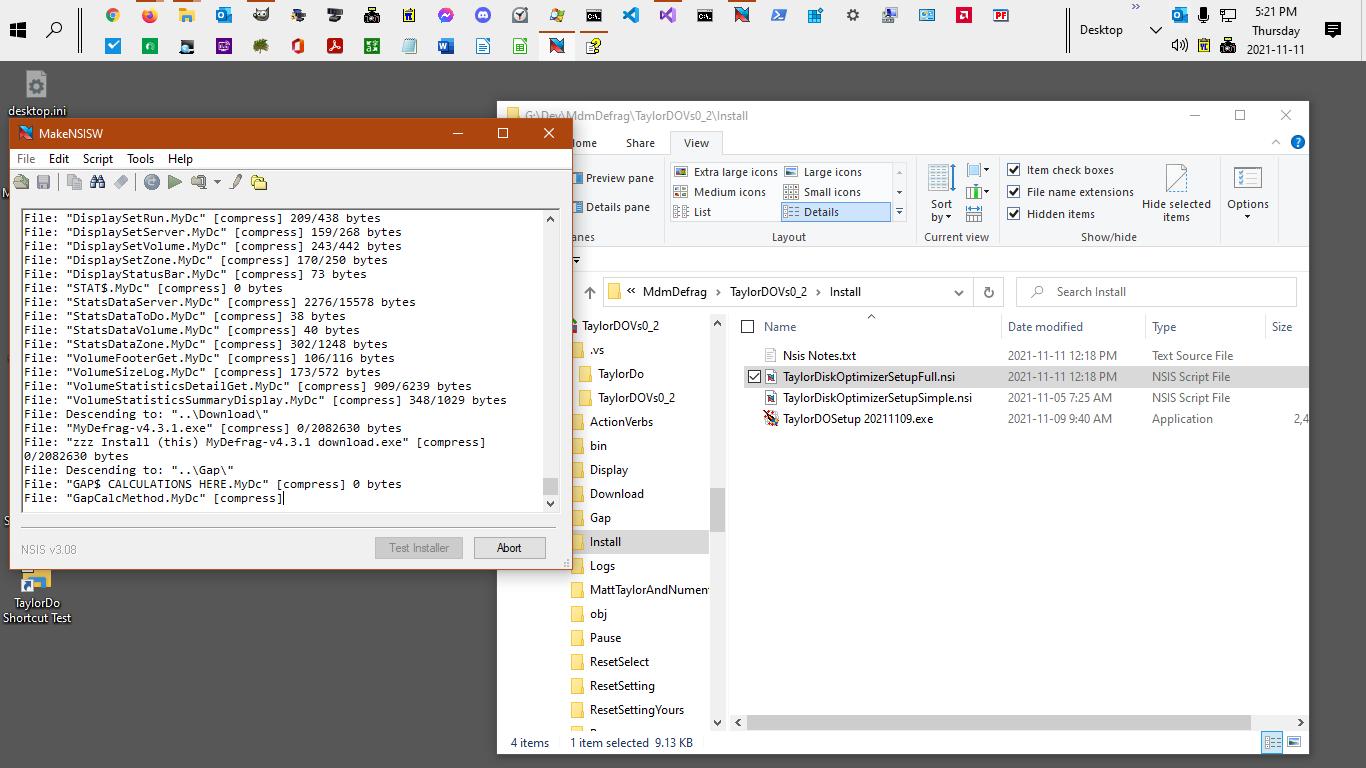 5:21 PM
Desktop
Thursday
2021-11-11
desktop.ini
G:\Dev\MdmDefrag\TaylorDOVs0_2\Install
MakeNSISW
File Edit Script Tools Help
File: "DisplaySetRun.MyDc" [compress] 209/438 bytes
File: "DisplaySetServer.MyDc" [compress] 159/268 bytes
File: "DisplaySetVolume.MyDc" [compress] 243/442 bytes
File: "DisplaySetZone.MyDc" [compress] 170/250 bytes
File: "DisplayStatusBar.MyDc" [compress] 73 bytes
File: "STAT$.MyDc" [compress] 0 bytes
File: "StatsDataServer.MyDc" [compress] 2276/15578 bytes
File: "StatsDataToDo.MyDc" [compress] 38 bytes
File: "StatsDataVolume.MyDc" [compress] 40 bytes
File: "StatsDataZone.MyDc" [compress] 302/1248 bytes
File: "VolumeFooterGet.MyDc" [compress] 106/116 bytes
File: "VolumeSizeLog.MyDc" [compress] 173/572 bytes
File: "VolumeStatisticsDetailGet.MyDc" [compress] 909/6239 bytes
File: "VolumeStatisticsSummaryDisplay.MyDc" [compress] 348/1029 bytes
File: Descending to: "..\Download\"
File: "MyDefrag-v4.3.1.exe" [compress] 0/2082630 bytes
File: "zzz Install (this) MyDefrag-v4.3.1 download.exe" [compress]
0/2082630 bytes
File: Descending to: "..\Gap\"
File: "GAP$ CALCULATIONS HERE.MyDc" [compress] 0 bytes
File: "GapCalcMethod.MyDc" [compress]
NSIS v3.08
Test Installer
Abort
TaylorDo
Shortcut Test
ome Share View
Preview pane
Details pane
anes
Extra large icons Large icons
Medium icons Small icons
List Details
Layout
Sort
by
Current view
Item check boxes
File name extensions
Hidden items
Hide selected
items
Show/hide
Options
« MdmDefrag › TaylorDOVs0_2 › Install
Search Install
TaylorDOVs0_2
.vs
TaylorDo
TaylorDOVs0_2
ActionVerbs
bin
Display
Download
Gap
Install
Logs
MattTaylorAndNumen
obj
Pause
ResetSelect
ResetSetting
ResetSettingYours
Name Date modified Type Size
Nsis Notes.txt 2021-11-11 12:18 PM Text Source File
TaylorDiskOptimizerSetupFull.nsi 2021-11-11 12:18 PM NSIS Script File
TaylorDiskOptimizerSetupSimple.nsi 2021-11-05 7:25 AM NSIS Script File
TaylorDOSetup 20211109.exe 2021-11-09 9:40 AM Application 2,4
4 items 1 item selected 9.13 KB